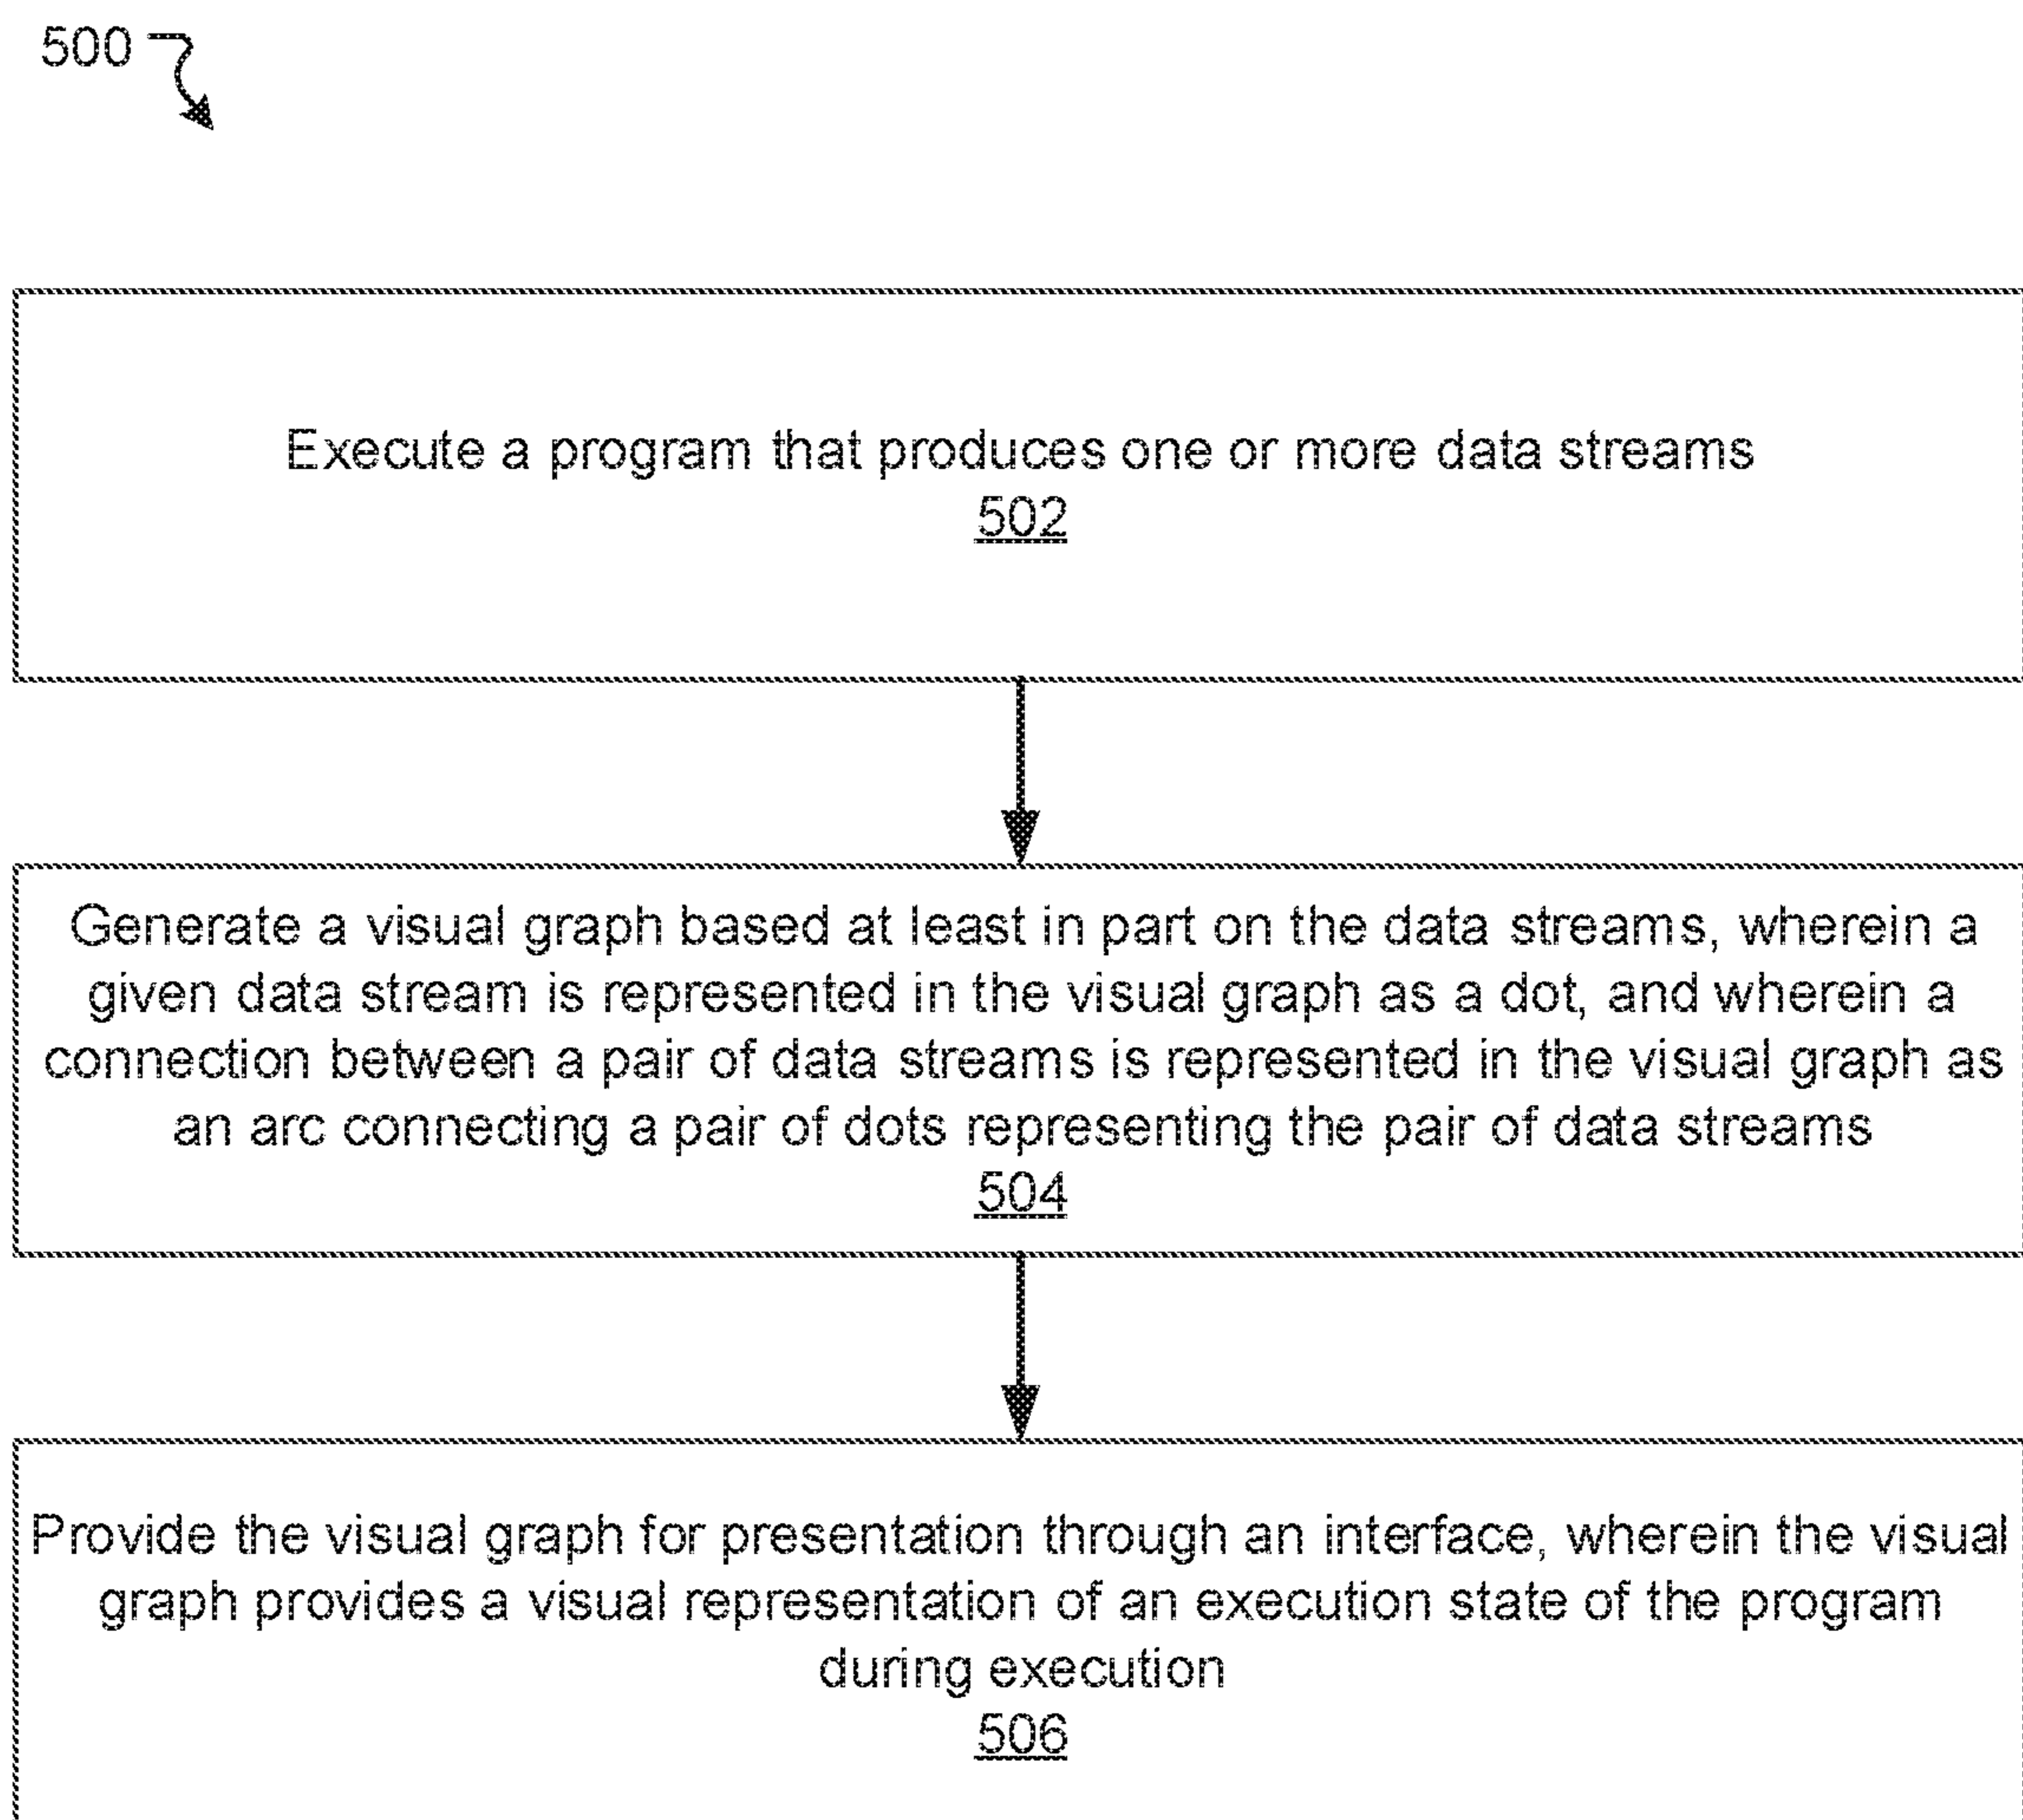 500
Execute a program that produces one or more data streams
502
Generate a visual graph based at least in part on the data streams, wherein a
given data stream is represented in the visual graph as a dot, and wherein a
connection between a pair of data streams is represented in the visual graph as
an arc connecting a pair of dots representing the pair of data streams
504
Provide the visual graph for presentation through an interface, wherein the visual
graph provides a visual representation of an execution state of the program
during execution
506